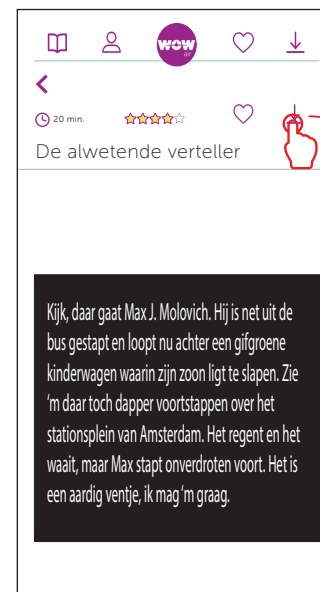 wow
air
20 min.
De alwetende verteller
Kijk, daar gaat Max J. Molovich. Hij is net uit de
bus gestapt en loopt nu achter een gifgroene
kinderwagen waarin zijn zoon ligt te slapen. Zie
‘m daar toch dapper voortstappen over het
stationsplein van Amsterdam. Het regent en het
waait, maar Max stapt onverdroten voort. Het is
een aardig ventje, ik mag ‘m graag.